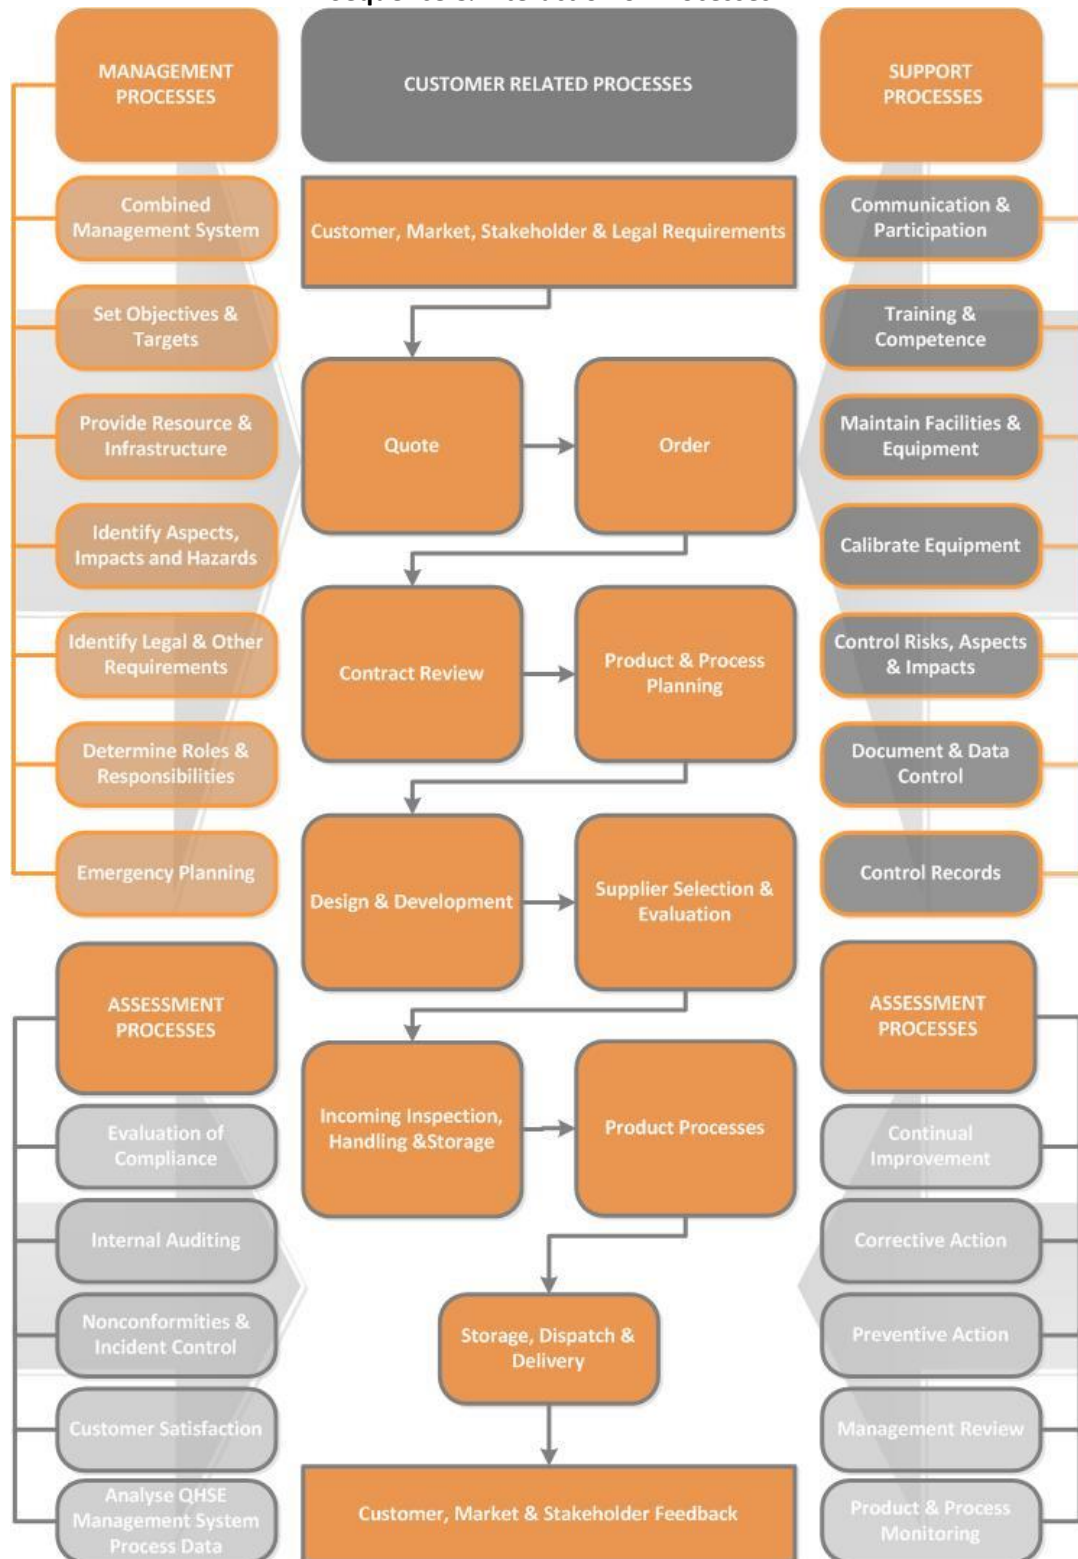 MANAGEMENT
PROCESSES
Combined
Management System
Set Objectives &
Targets
Provide Resource &
Infrastructure
Identify Aspects,
Impacts and Hazards
Identify Legal & Other
Requirements
Determine Roles &
Responsibilities
Emergency Planning
ASSESSMENT
PROCESSES
Evaluation of
Compliance
Internal Auditing
Nonconformities &
Incident Control
Customer Satisfaction
Analyse QHSE
Management System
Process Data
CUSTOMER RELATED PROCESSES
Customer, Market, Stakeholder & Legal Requirements
Quote
Order
Contract Review
Product & Process
Planning
Design & Development
Supplier Selection &
Evaluation
Incoming Inspection,
Handling &Storage
Product Processes
Storage, Dispatch &
Delivery
Customer, Market & Stakeholder Feedback
SUPPORT
PROCESSES
Communication &
Participation
Training &
Competence
Maintain Facilities &
Equipment
Calibrate Equipment
Control Risks, Aspects
& Impacts
Document & Data
Control
Control Records
ASSESSMENT
PROCESSES
Continual
Improvement
Corrective Action
Preventive Action
Management Review
Product & Process
Monitoring